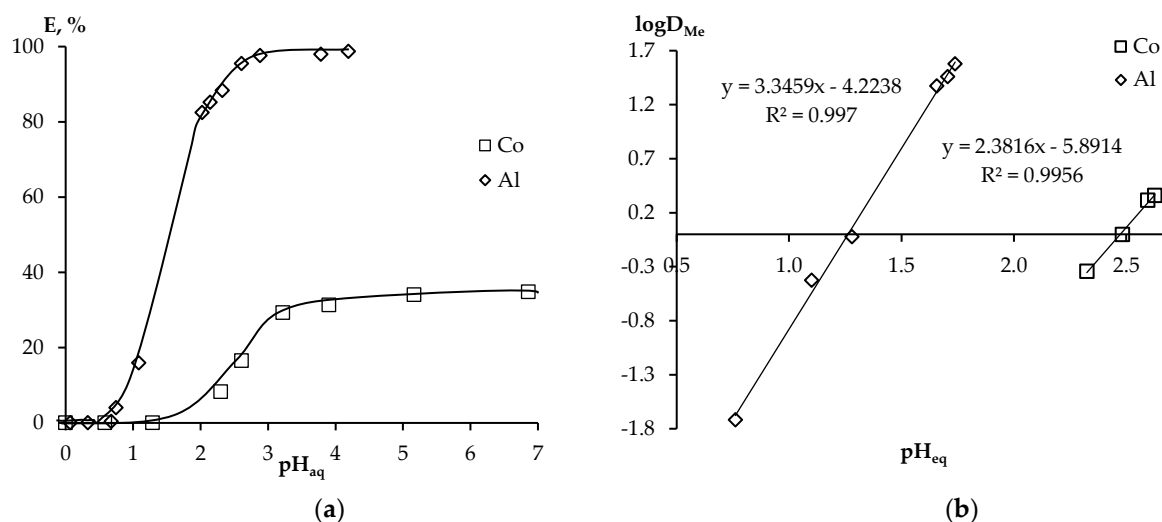 E, %
100
80
60
40
20
0
0 1 2 3 4 5 6 7
pHaq
Co
Al
(a)
logDMe
1.7
1.2
0.7
0.2
-0.3
-0.8
-1.3
-1.8
0.5 1.0 1.5 2.0 2.5
pHeq
Co
Al
y = 3.3459x - 4.2238
R² = 0.997
y = 2.3816x - 5.8914
R² = 0.9956
(b)